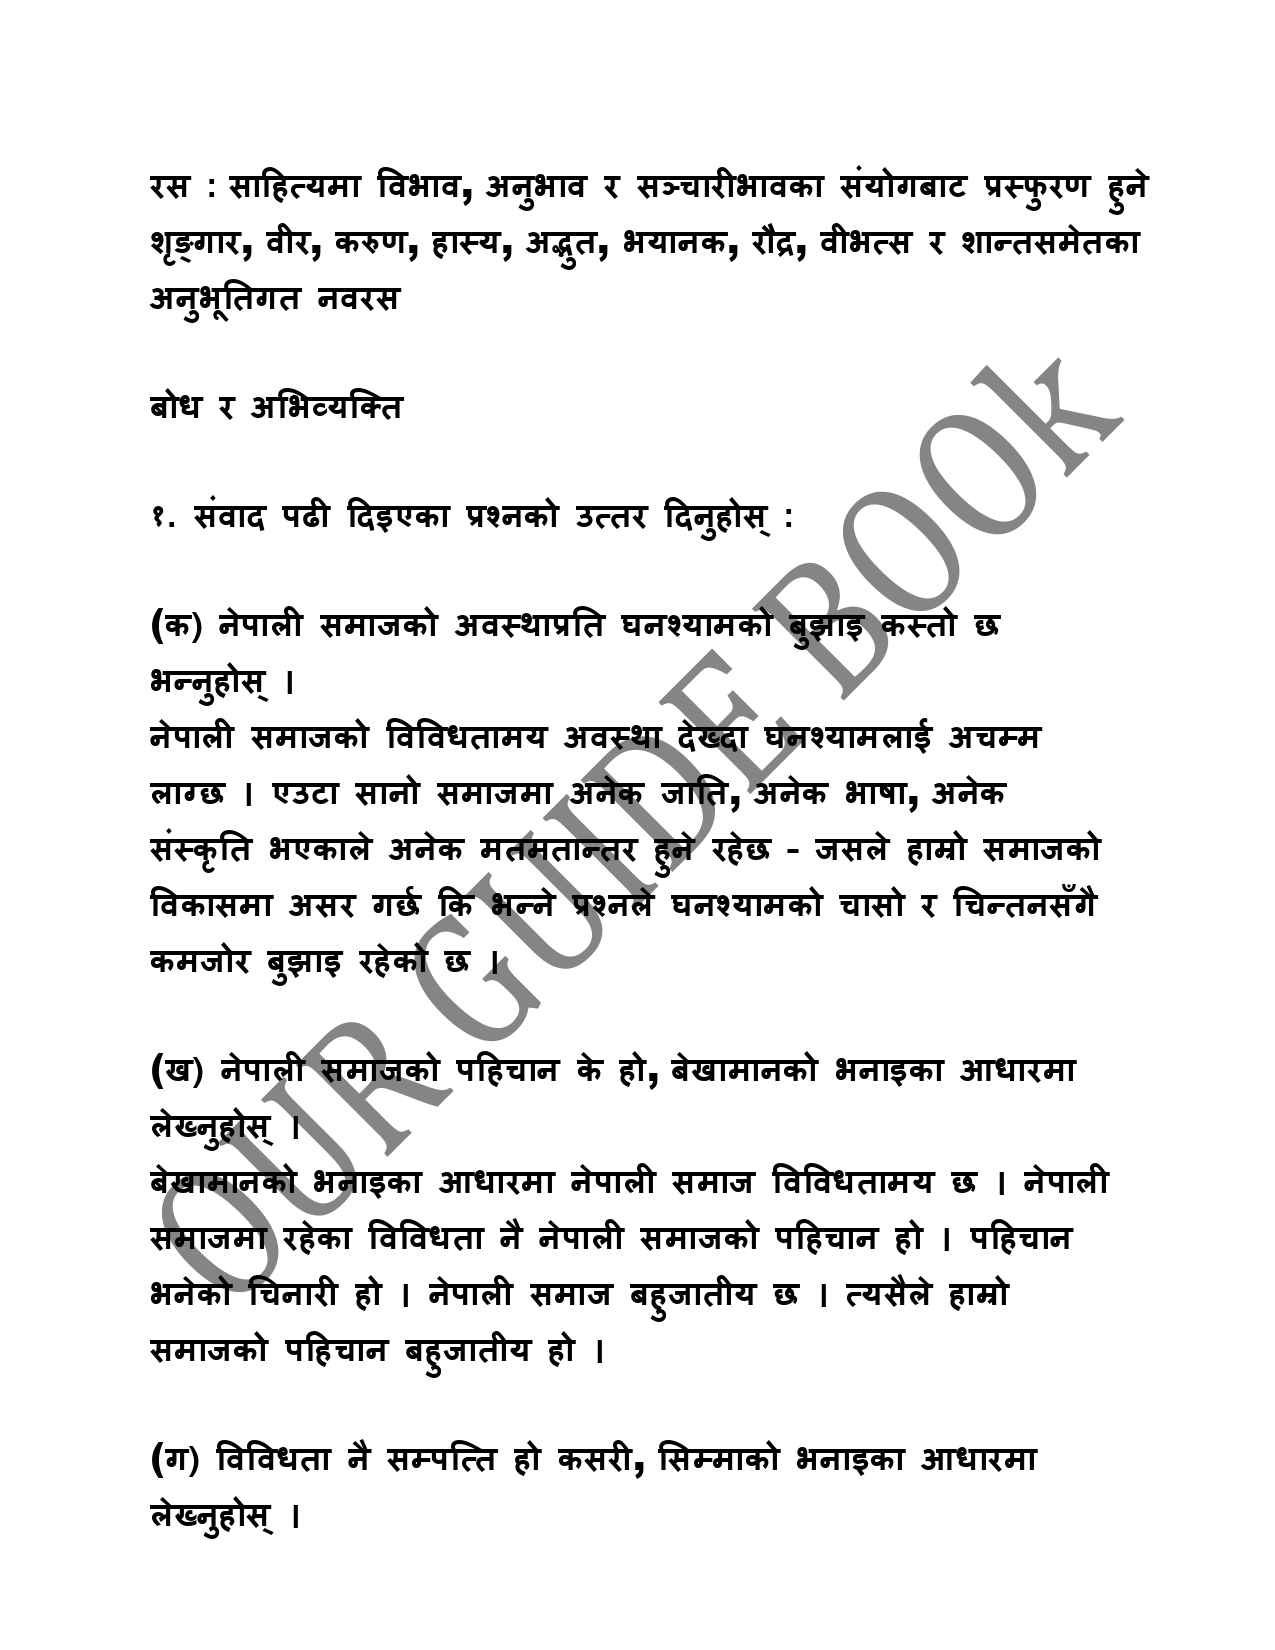 रस : साहित्यमा विभाव, अनुभाव र सञ्चारीभावका संयोगबाट प्रस्फुरण हुने
शृङ्गार, वीर, करुण, हास्य, अद्भुत, भयानक, रौद्र, वीभत्स र शान्तसमेतका
अनुभूतिगत नवरस
बोध र अभिव्यक्ति
१. संवाद पढी दिइएका प्रश्नको उत्तर दिनुहोस् :
(क) नेपाली समाजको अवस्थाप्रति घनश्यामको बुझाइ कस्तो छ
भन्नुहोस् ।
नेपाली समाजको विविधतामय अवस्था देख्दा घनश्यामलाई अचम्म
लाग्छ । एउटा सानो समाजमा अनेक जाति, अनेक भाषा, अनेक
संस्कृति भएकाले अनेक मतमतान्तर हुने रहेछ - जसले हाम्रो समाजको
विकासमा असर गर्छ कि भन्ने प्रश्नले घनश्यामको चासो र चिन्तनसँगै
कमजोर बुझाइ रहेको छ ।
(ख) नेपाली समाजको पहिचान के हो, बेखामानको भनाइका आधारमा
लेख्नुहोस् ।
बेखामानको भनाइका आधारमा नेपाली समाज विविधतामय छ । नेपाली
समाजमा रहेका विविधता नै नेपाली समाजको पहिचान हो । पहिचान
भनेको चिनारी हो । नेपाली समाज बहुजातीय छ । त्यसैले हाम्रो
समाजको पहिचान बहुजातीय हो ।
(ग) विविधता नै सम्पत्ति हो कसरी, सिम्माको भनाइका आधारमा
लेख्नुहोस् ।
OUR GUIDE BOOk